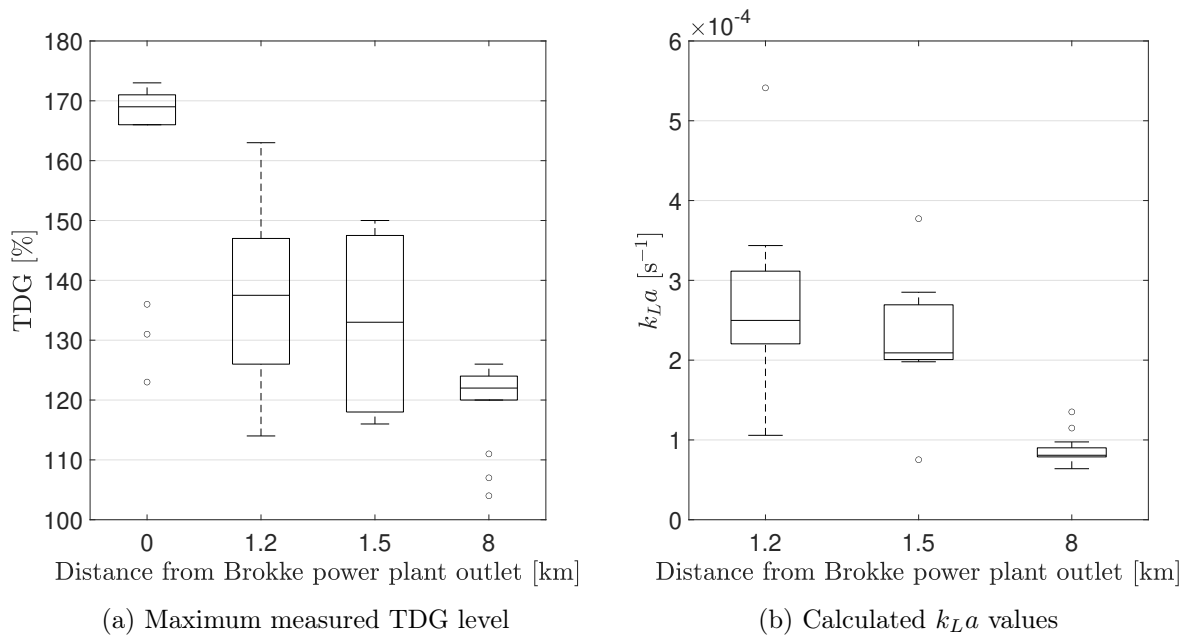 180
170
160
150
140
130
120
110
100
TDG [%]
0 1.2 1.5 8
Distance from Brokke power plant outlet [km]
(a) Maximum measured TDG level
×10⁻⁴
6
5
4
3
2
1
0
k_L a [s⁻¹]
1.2 1.5 8
Distance from Brokke power plant outlet [km]
(b) Calculated k_L a values